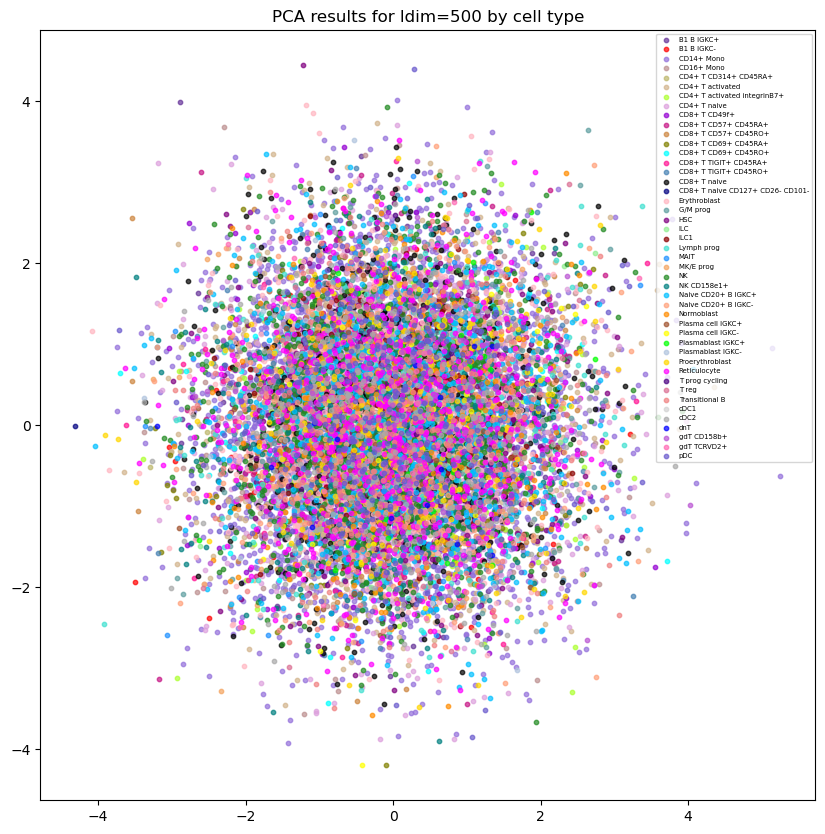 PCA results for ldim=500 by cell type
B1 B IGKC+
B1 B IGKC-
CD14+ Mono
CD16+ Mono
CD4+ T CD314+ CD45RA+
CD4+ T activated
CD4+ T activated integrinB7+
CD4+ T naive
CD8+ T CD49f+
CD8+ T CD57+ CD45RA+
CD8+ T CD57+ CD45RO+
CD8+ T CD69+ CD45RA+
CD8+ T CD69+ CD45RO+
CD8+ T TIGIT+ CD45RA+
CD8+ T TIGIT+ CD45RO+
CD8+ T naive
CD8+ T naive CD127+ CD26- CD101-
Erythroblast
G/M prog
HSC
ILC
ILC1
Lymph prog
MAIT
MK/E prog
NK
NK CD158e1+
Naive CD20+ B IGKC+
Naive CD20+ B IGKC-
Normoblast
Plasma cell IGKC+
Plasma cell IGKC-
Plasmablast IGKC+
Plasmablast IGKC-
Proerythroblast
Reticulocyte
T prog cycling
T reg
Transitional B
cDC1
cDC2
dnT
gdT CD158b+
gdT TCRVD2+
pDC
4
2
0
−2
−4
−4
−2
0
2
4